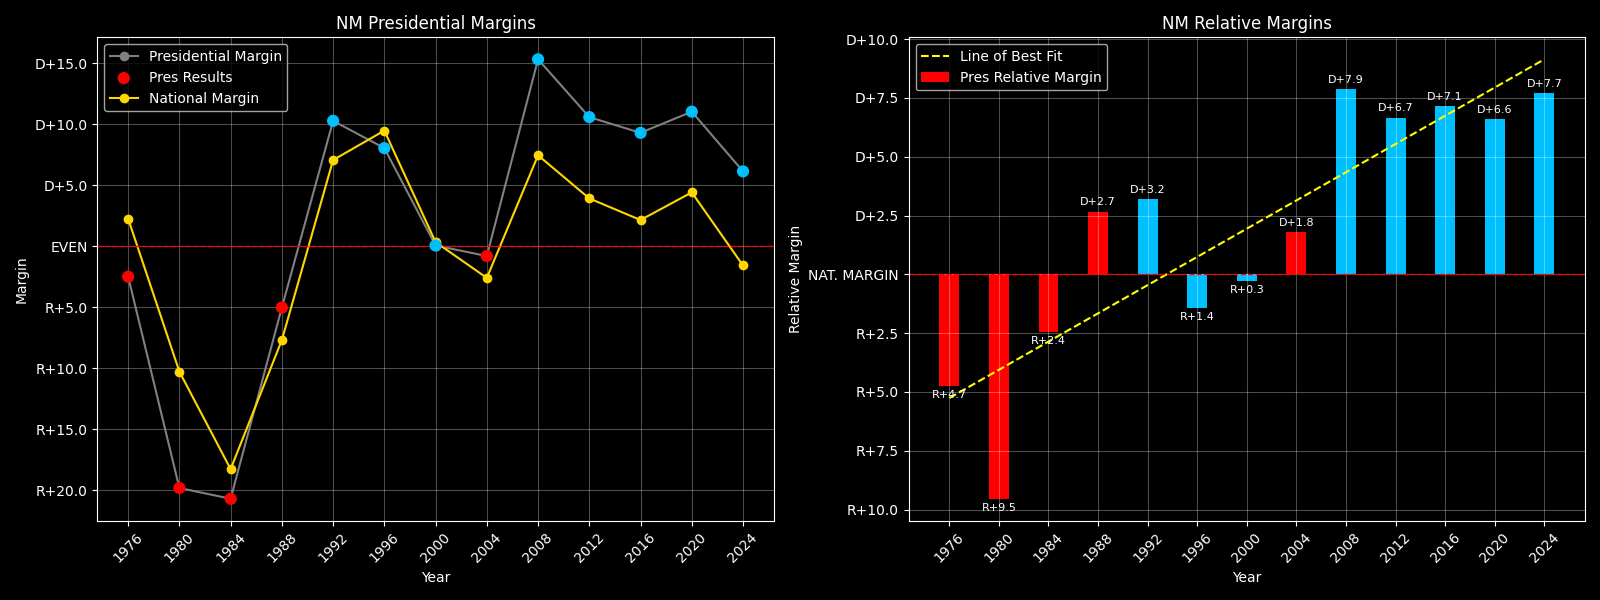 NM Presidential Margins
Presidential Margin
Pres Results
National Margin
D+15.0
D+10.0
D+5.0
EVEN
R+5.0
R+10.0
R+15.0
R+20.0
Margin
1976
1980
1984
1988
1992
1996
2000
2004
2008
2012
2016
2020
2024
Year
NM Relative Margins
Line of Best Fit
Pres Relative Margin
D+10.0
D+7.5
D+5.0
D+2.5
NAT. MARGIN
R+2.5
R+5.0
R+7.5
R+10.0
Relative Margin
R+4.7
R+9.5
R+2.4
D+2.7
D+3.2
R+1.4
R+0.3
D+1.8
D+7.9
D+6.7
D+7.1
D+6.6
D+7.7
1976
1980
1984
1988
1992
1996
2000
2004
2008
2012
2016
2020
2024
Year